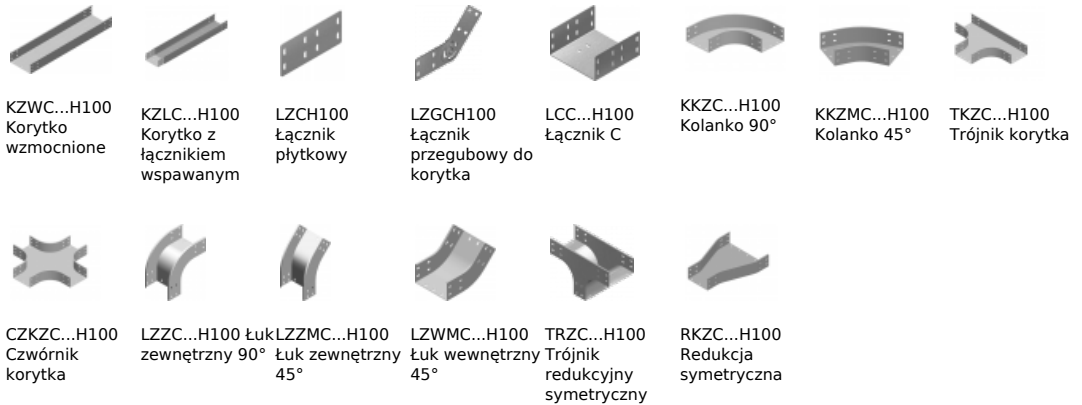 KZWC...H100
Korytko
wzmocnione
KZLC...H100
Korytko z
łącznikiem
wspawanym
LZCH100
Łącznik
płytkowy
LZGCH100
Łącznik
przegubowy do
korytka
LCC...H100
Łącznik C
KKZC...H100
Kolanko 90°
KKZMC...H100
Kolanko 45°
TKZC...H100
Trójnik korytka
CZKZC...H100
Czwórnik
korytka
LZZC...H100 Łuk
zewnętrzny 90°
LZZMC...H100
Łuk zewnętrzny
45°
LZWMC...H100
Łuk wewnętrzny
45°
TRZC...H100
Trójnik
redukcyjny
symetryczny
RKZC...H100
Redukcja
symetryczna